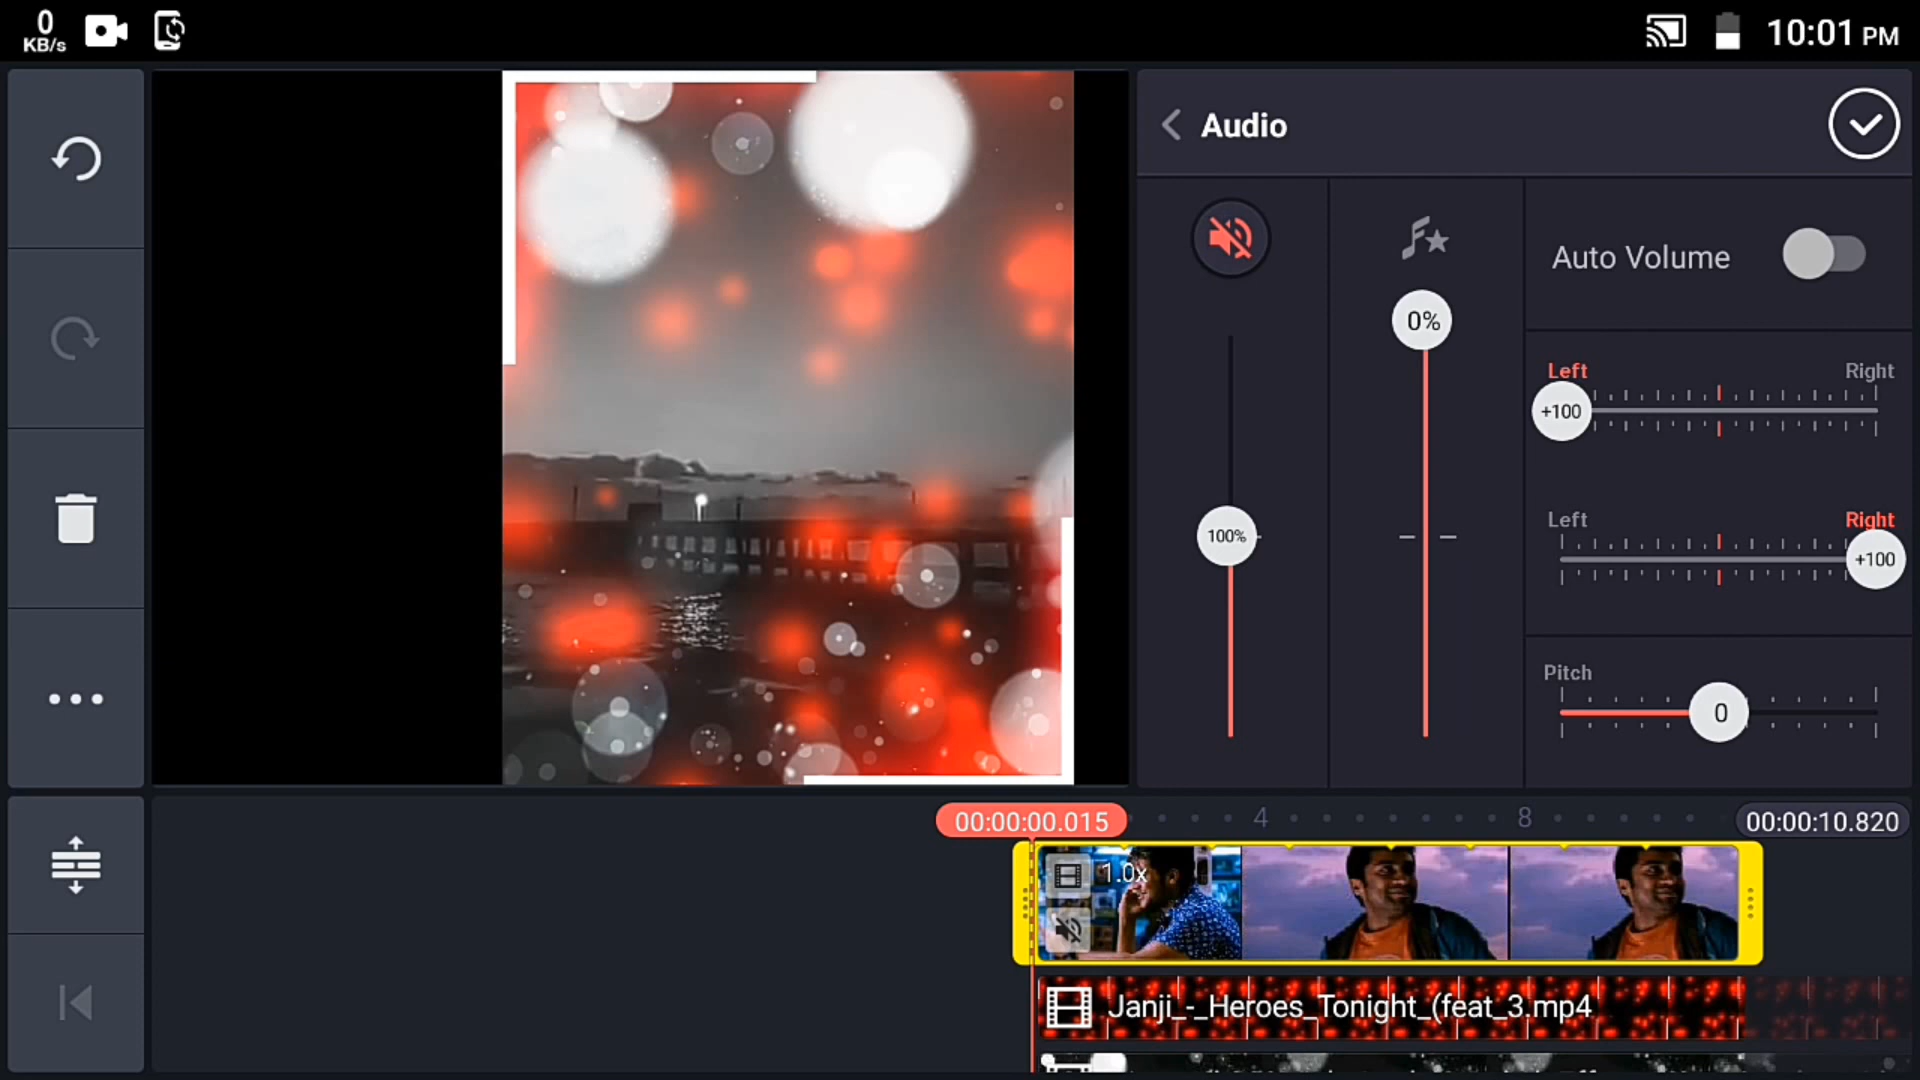 0
KB/s
10:01 PM
Audio
Auto Volume
0%
Left
Right
+100
100%
Left
Right
+100
Pitch
0
00:00:00.015
4
8
00:00:10.820
1.0x
Janji_-_Heroes_Tonight_(feat_3.mp4